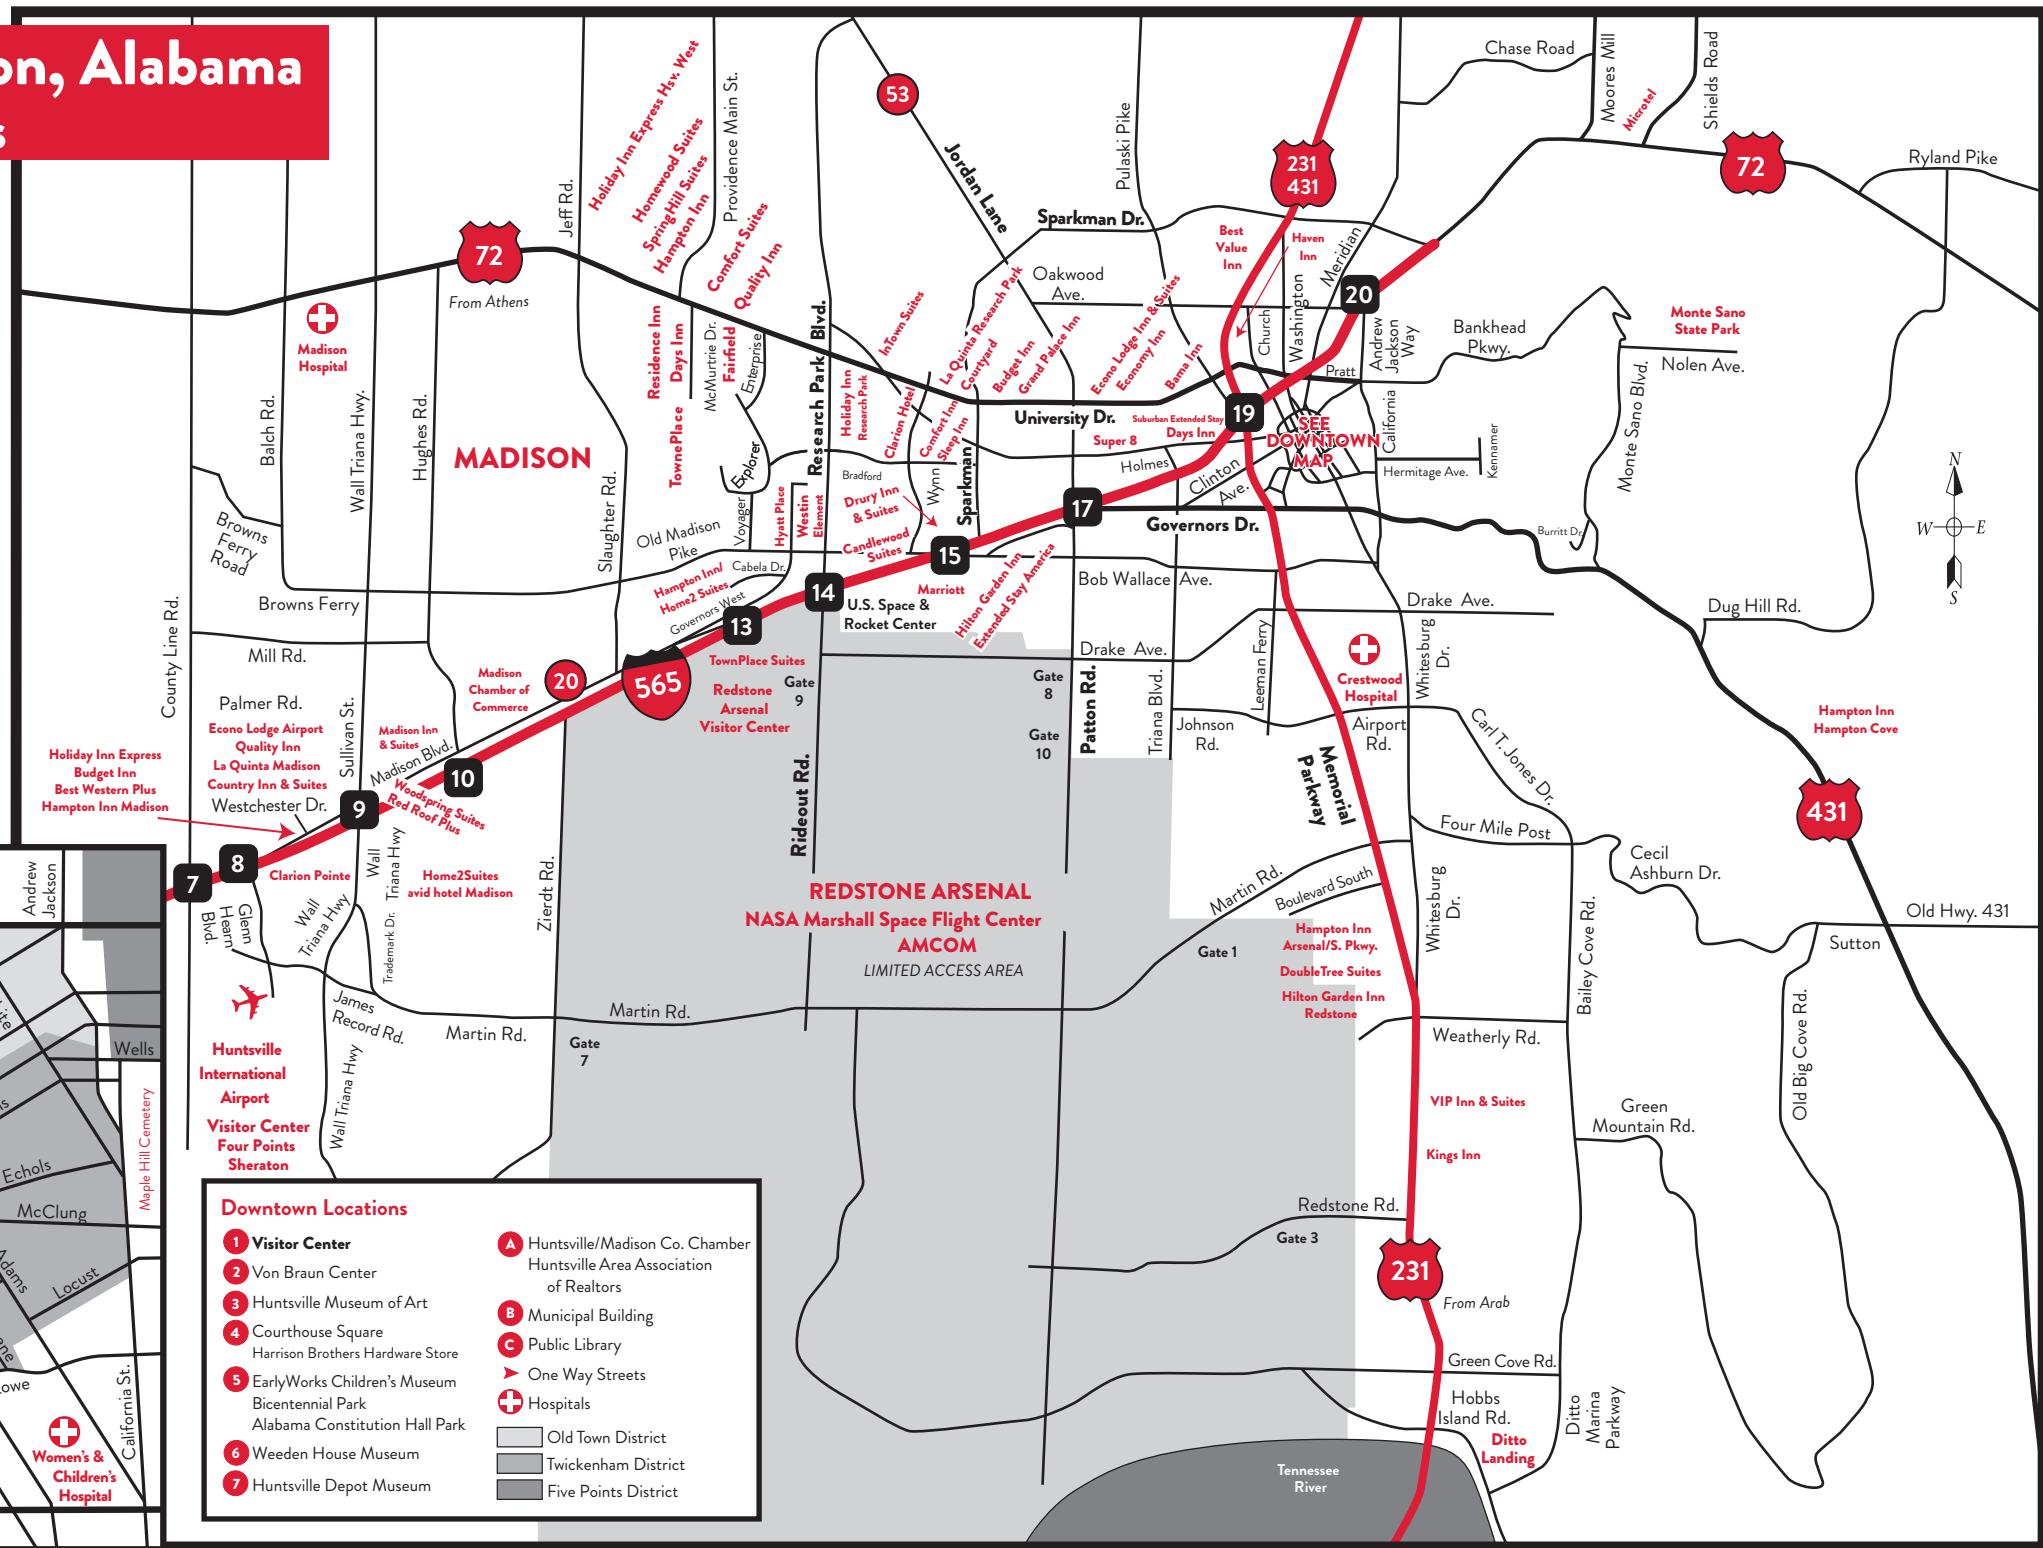 on, Alabama
s
Chase Road
Moores Mill
Shields Road
Microtel
72
Ryland Pike
53
Jordan Lane
Pulaski Pike
231
431
Sparkman Dr.
Holiday Inn Express Hsv. West
Homewood Suites
SpringHill Suites
Hampton Inn
Providence Main St.
Comfort Suites
Quality Inn
Jeff Rd.
72
From Athens
Best
Value
Inn
Haven
Inn
Meridian
Washington
Church
20
Oakwood
Ave.
Andrew
Jackson
Way
Bankhead
Pkwy.
Monte Sano
State Park
Nolen Ave.
Monte Sano Blvd.
Madison
Hospital
Balch Rd.
Wall Triana Hwy.
Hughes Rd.
MADISON
Slaughter Rd.
Residence Inn
Days Inn
TownePlace
McMurtrie Dr.
Fairfield
Enterprise
Explorer
Voyager
Research Park Blvd.
Holiday Inn
Research Park
InTown Suites
La Quinta Research Park
Courtyard
Budget Inn
Grand Palace Inn
Econo Lodge Inn & Suites
Economy Inn
Bama Inn
Clarion Hotel
Comfort Inn
Sleep Inn
University Dr.
Suburban Extended Stay
Days Inn
Super 8
19
Pratt
SEE
DOWNTOWN
MAP
California
Hermitage Ave.
Kennamer
Holmes
Clinton
Ave.
17
Governors Dr.
Burritt Dr.
Bradford
Wynn
Sparkman
Drury Inn
& Suites
Candlewood
Suites
Hyatt Place
Westin
Element
15
Marriott
Hilton Garden Inn
Extended Stay America
Bob Wallace Ave.
N
W
E
S
Browns
Ferry
Road
Browns Ferry
Old Madison
Pike
Cabela Dr.
Hampton Inn/
Home2 Suites
Governors West
14
13
U.S. Space &
Rocket Center
Drake Ave.
Drake Ave.
Dug Hill Rd.
County Line Rd.
Mill Rd.
Palmer Rd.
Sullivan St.
Madison
Chamber of
Commerce
20
565
TownPlace Suites
Redstone
Arsenal
Visitor Center
Gate
9
Gate
8
Gate
10
Patton Rd.
Triana Blvd.
Leeman Ferry
Crestwood
Hospital
Whitesburg
Dr.
Johnson
Rd.
Airport
Rd.
Carl T. Jones Dr.
Hampton Inn
Hampton Cove
431
Memorial
Parkway
Rideout Rd.
Econo Lodge Airport
Quality Inn
La Quinta Madison
Country Inn & Suites
Westchester Dr.
Madison Inn
& Suites
Madison Blvd.
10
Holiday Inn Express
Budget Inn
Best Western Plus
Hampton Inn Madison
Woodspring Suites
Red Roof Plus
9
8
7
Clarion Pointe
Wall
Triana Hwy
Home2Suites
avid hotel Madison
Glenn
Hearn
Blvd.
Wall
Triana Hwy
Trademark Dr.
Zierdt Rd.
REDSTONE ARSENAL
NASA Marshall Space Flight Center
AMCOM
LIMITED ACCESS AREA
Martin Rd.
Boulevard South
Four Mile Post
Cecil
Ashburn Dr.
Whitesburg
Dr.
Bailey Cove Rd.
Old Hwy. 431
Sutton
Gate 1
Hampton Inn
Arsenal/S. Pkwy.
DoubleTree Suites
Hilton Garden Inn
Redstone
James
Record Rd.
Martin Rd.
Martin Rd.
Gate
7
Weatherly Rd.
Old Big Cove Rd.
Huntsville
International
Airport
Visitor Center
Four Points
Sheraton
Wall Triana Hwy
VIP Inn & Suites
Kings Inn
Green
Mountain Rd.
Redstone Rd.
Gate 3
231
From Arab
Green Cove Rd.
Hobbs
Island Rd.
Ditto
Landing
Ditto
Marina
Parkway
Tennessee
River
Andrew
Jackson
ite
Wells
s
Maple Hill Cemetery
Echols
McClung
Adams
Locust
ene
owe
California St.
Women's &
Children's
Hospital
Downtown Locations
1 Visitor Center
2 Von Braun Center
3 Huntsville Museum of Art
4 Courthouse Square
Harrison Brothers Hardware Store
5 EarlyWorks Children's Museum
Bicentennial Park
Alabama Constitution Hall Park
6 Weeden House Museum
7 Huntsville Depot Museum
A Huntsville/Madison Co. Chamber
Huntsville Area Association
of Realtors
B Municipal Building
C Public Library
One Way Streets
Hospitals
Old Town District
Twickenham District
Five Points District